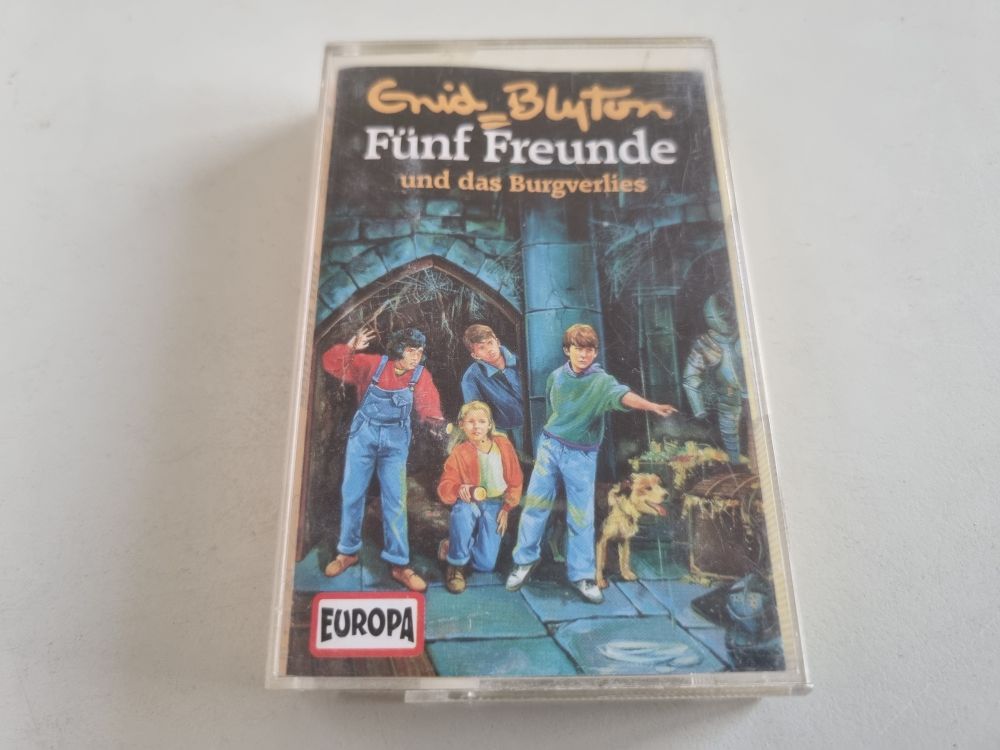 Enid Blyton
Fünf Freunde
und das Burgverlies
EUROPA